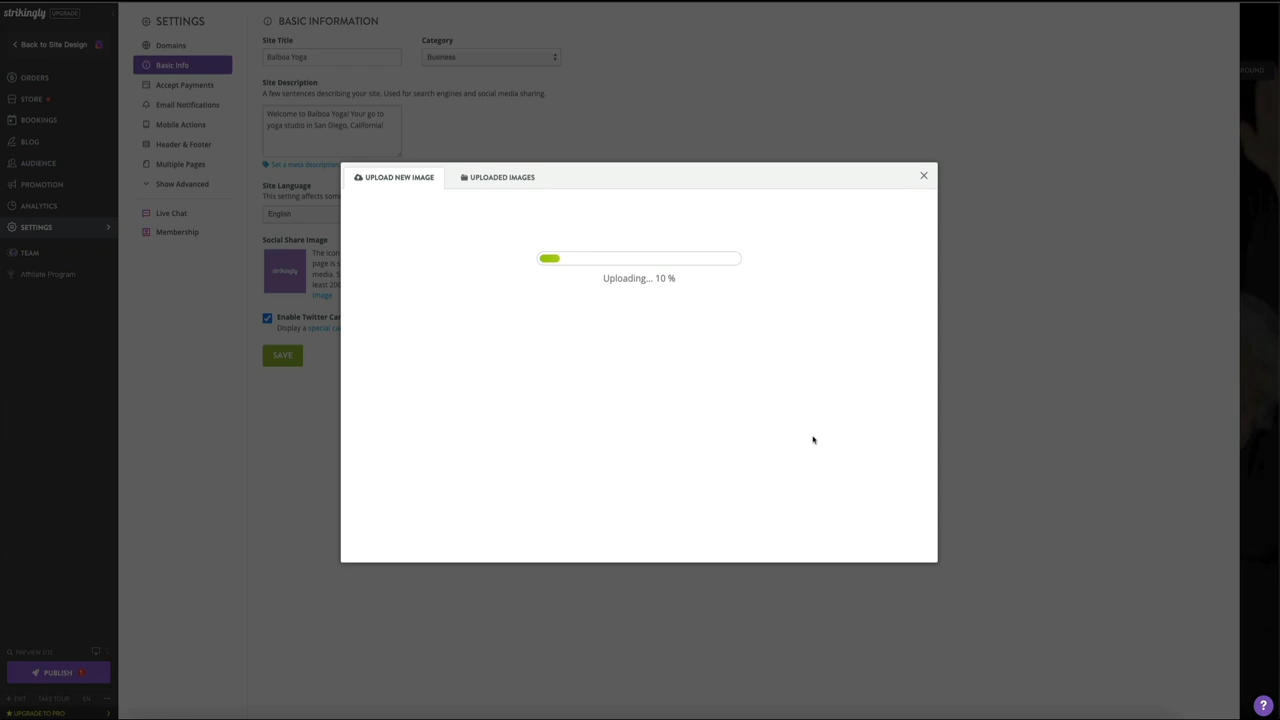 strikingly UPGRADE
Back to Site Design
ORDERS
STORE
BOOKINGS
BLOG
AUDIENCE
PROMOTION
ANALYTICS
SETTINGS
TEAM
Affiliate Program
PREVIEW SITE
PUBLISH
EXIT TAKE TOUR EN
UPGRADE TO PRO
SETTINGS
Domains
Basic Info
Accept Payments
Email Notifications
Mobile Actions
Header & Footer
Multiple Pages
Show Advanced
Live Chat
Membership
BASIC INFORMATION
Site Title Category
Balboa Yoga Business
Site Description
A few sentences describing your site. Used for search engines and social media sharing.
Welcome to Balboa Yoga! Your go to
yoga studio in San Diego, California!
Set a meta description
Site Language
This setting affects some
English
Social Share Image
strikingly
The icon
page is s
media. S
least 200
image
Enable Twitter Car
Display a special ca
SAVE
UPLOAD NEW IMAGE UPLOADED IMAGES
Uploading... 10 %
ROUND
?